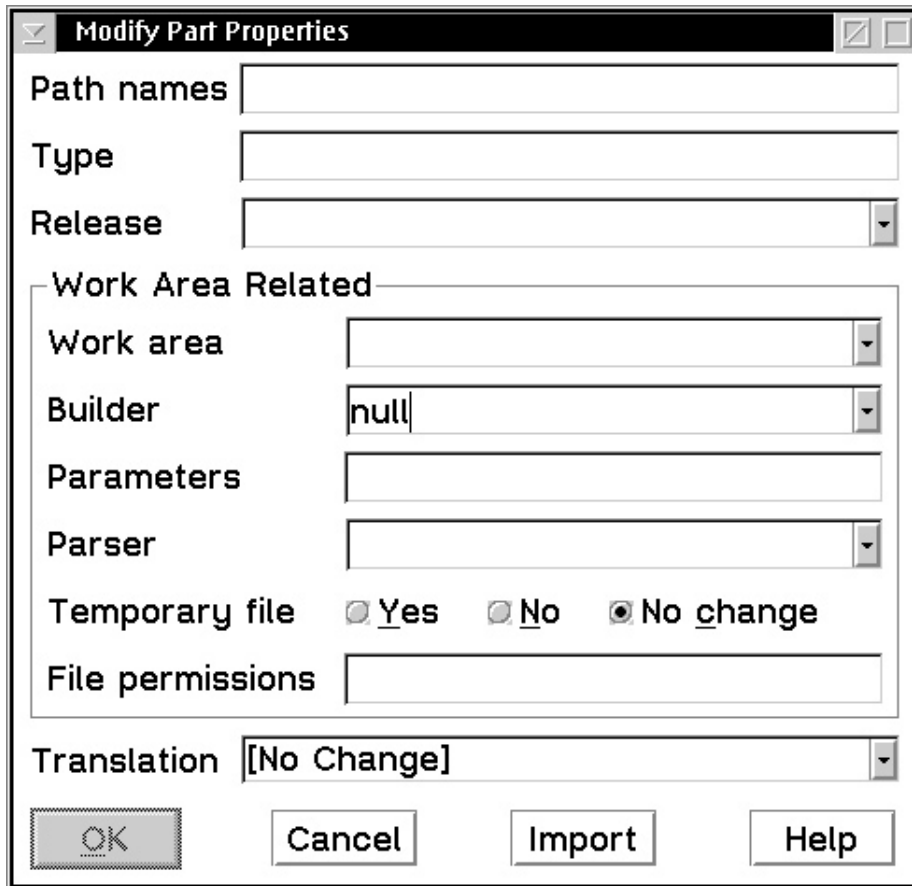 Modify Part Properties
Path names
Type
Release
Work Area Related
Work area
Builder null
Parameters
Parser
Temporary file Yes No No change
File permissions
Translation [No Change]
OK Cancel Import Help